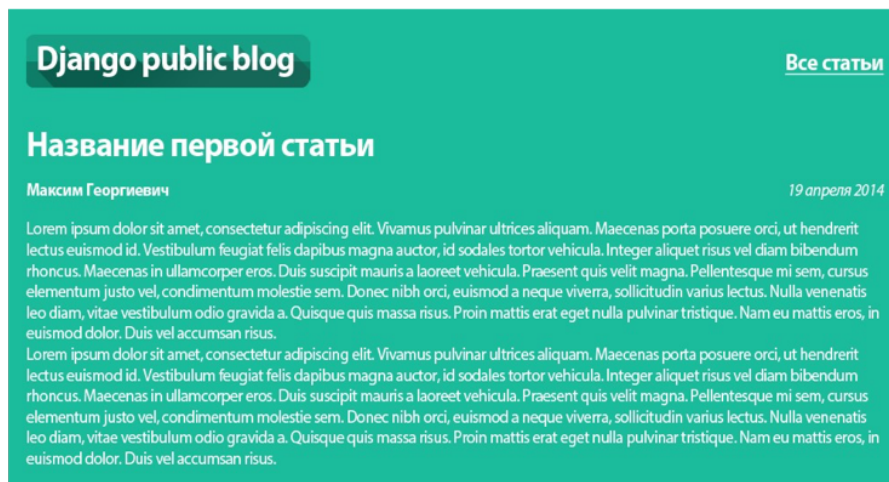 Django public blog
Все статьи
Название первой статьи
Максим Георгиевич
19 апреля 2014
Lorem ipsum dolor sit amet, consectetur adipiscing elit. Vivamus pulvinar ultrices aliquam. Maecenas porta posuere orci, ut hendrerit
lectus euismod id. Vestibulum feugiat felis dapibus magna auctor, id sodales tortor vehicula. Integer aliquet risus vel diam bibendum
rhoncus. Maecenas in ullamcorper eros. Duis suscipit mauris a laoreet vehicula. Praesent quis velit magna. Pellentesque mi sem, cursus
elementum justo vel, condimentum molestie sem. Donec nibh orci, euismod a neque viverra, sollicitudin varius lectus. Nulla venenatis
leo diam, vitae vestibulum odio gravida a. Quisque quis massa risus. Proin mattis erat eget nulla pulvinar tristique. Nam eu mattis eros, in
euismod dolor. Duis vel accumsan risus.
Lorem ipsum dolor sit amet, consectetur adipiscing elit. Vivamus pulvinar ultrices aliquam. Maecenas porta posuere orci, ut hendrerit
lectus euismod id. Vestibulum feugiat felis dapibus magna auctor, id sodales tortor vehicula. Integer aliquet risus vel diam bibendum
rhoncus. Maecenas in ullamcorper eros. Duis suscipit mauris a laoreet vehicula. Praesent quis velit magna. Pellentesque mi sem, cursus
elementum justo vel, condimentum molestie sem. Donec nibh orci, euismod a neque viverra, sollicitudin varius lectus. Nulla venenatis
leo diam, vitae vestibulum odio gravida a. Quisque quis massa risus. Proin mattis erat eget nulla pulvinar tristique. Nam eu mattis eros, in
euismod dolor. Duis vel accumsan risus.